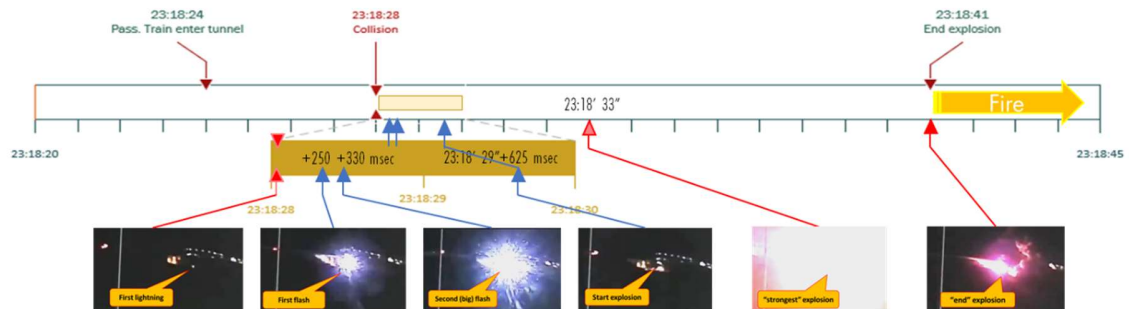 23:18:24
Pass. Train enter tunnel
23:18:28
Collision
23:18:41
End explosion
23:18' 33"
Fire
23:18:20
23:18:45
+250 +330 msec
23:18' 29"+625 msec
23:18:28
23:18:29
23:18:30
First lightning
First flash
Second (big) flash
Start explosion
"strongest" explosion
"end" explosion